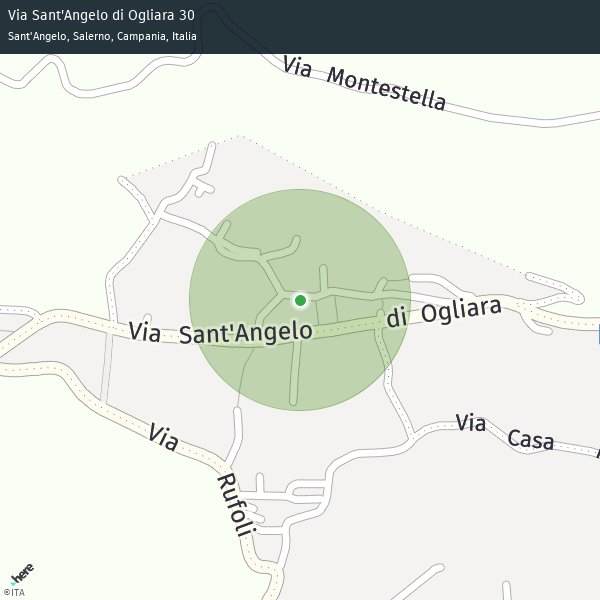 Via Sant'Angelo di Ogliara 30
Sant'Angelo, Salerno, Campania, Italia
Via Montestella
Via Sant'Angelo di Ogliara
Via Casa
Via Rufoli
here
©ITA